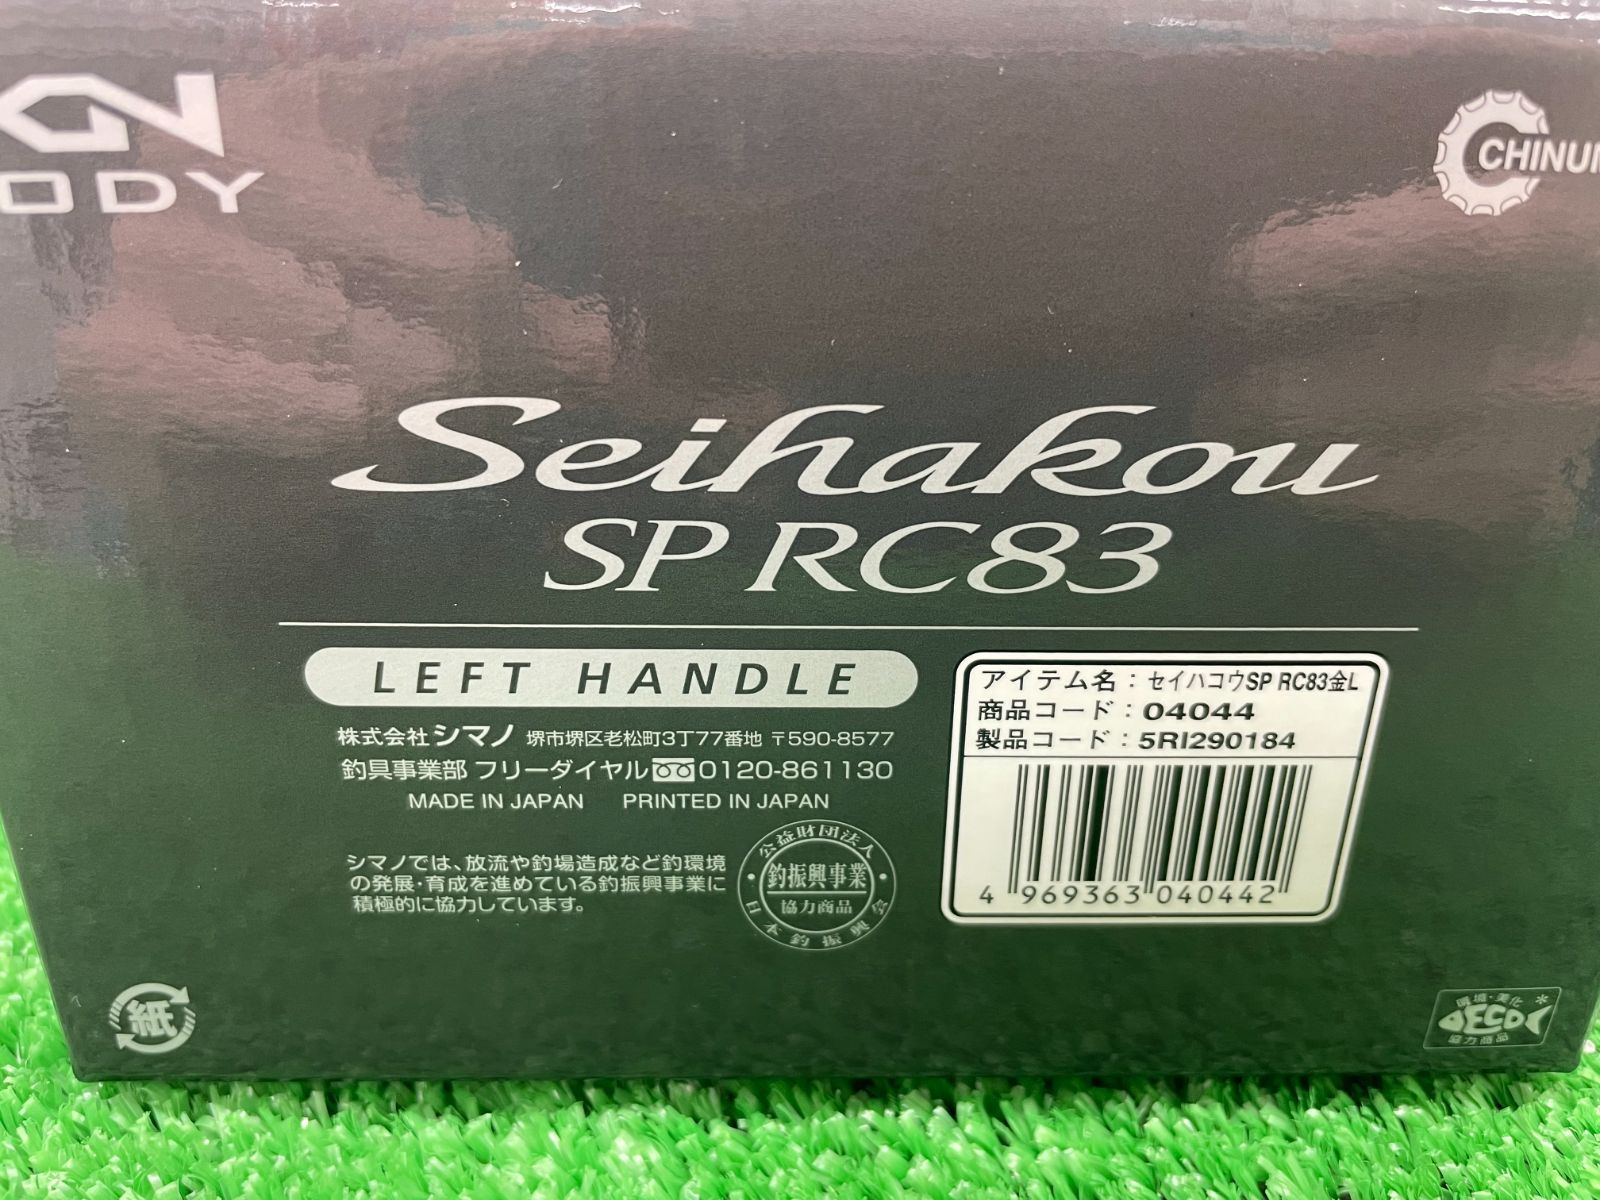 ODY
CHINU
Seihakou
SP RC83
LEFT HANDLE
株式会社シマノ 堺市堺区老松町3丁77番地 〒590-8577
釣具事業部 フリーダイヤル 0120-861130
MADE IN JAPAN PRINTED IN JAPAN
シマノでは、放流や釣場造成など釣環境
の発展・育成を進めている釣振興事業に
積極的に協力しています。
公益財団法人
釣振興事業
協力商品
日本釣振興会
アイテム名：セイハコウSP RC83金L
商品コード：04044
製品コード：5RI290184
4 969363 040442
紙
環境・美化
ECO
協力商品